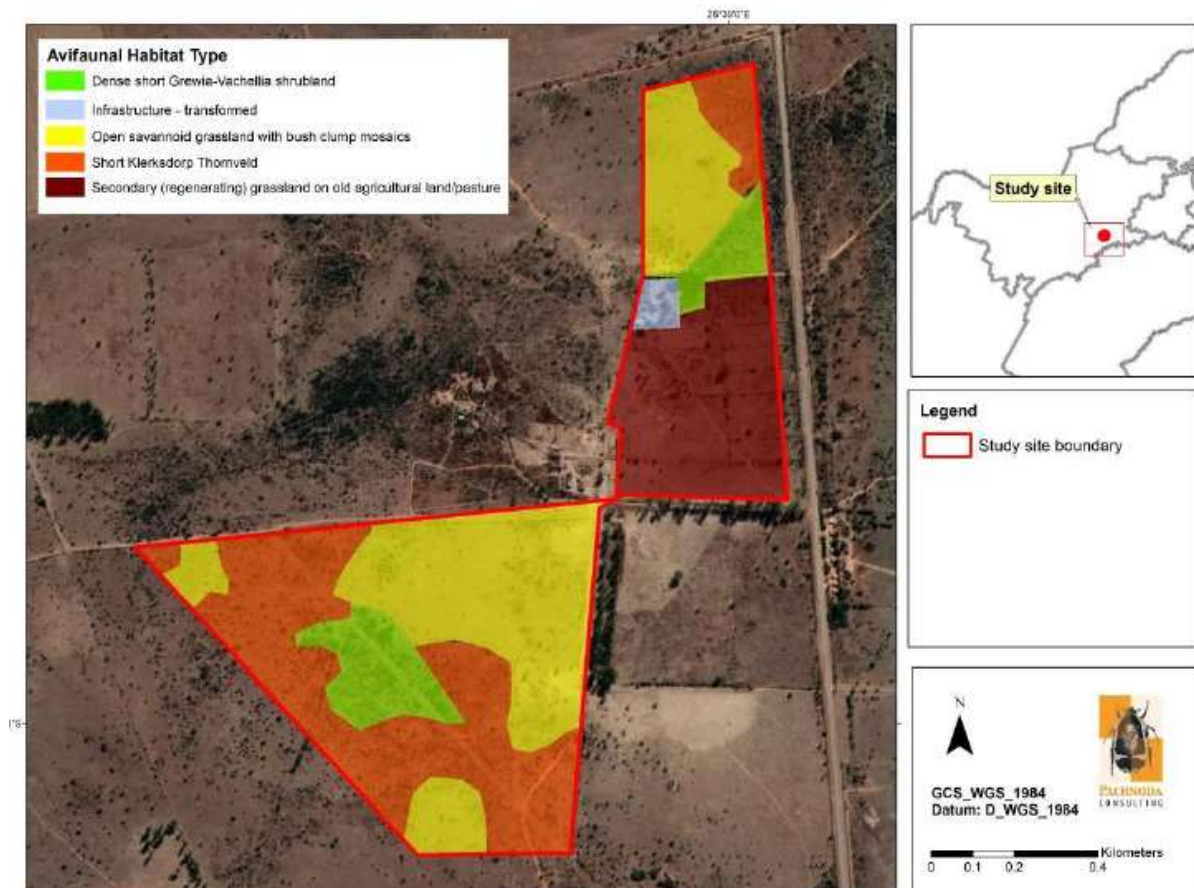 Avifaunal Habitat Type
Dense short Grewia-Vachellia shrubland
Infrastructure - transformed
Open savannoid grassland with bush clump mosaics
Short Klerksdorp Thornveld
Secondary (regenerating) grassland on old agricultural land/pasture
Study site
Legend
Study site boundary
N
GCS_WGS_1984
Datum: D_WGS_1984
PACHNODA
CONSULTING
Kilometers
0 0.1 0.2 0.4